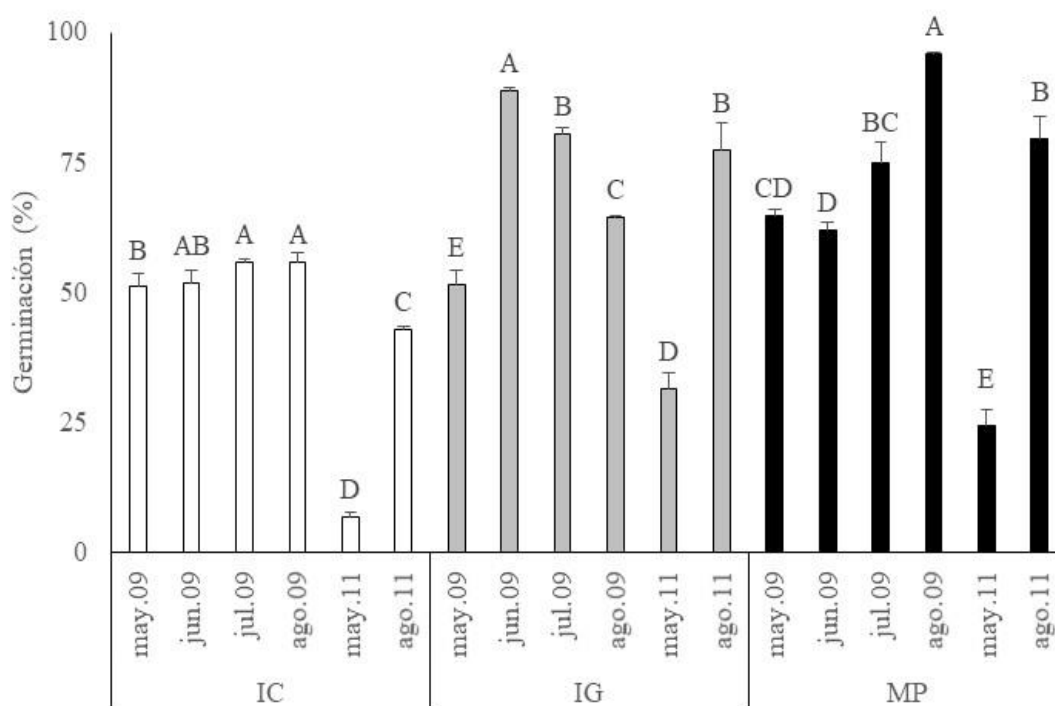 Germinación (%)
100
75
50
25
0
B AB A A D C
E A B C D B
CD D BC A E B
may.09 jun.09 jul.09 ago.09 may.11 ago.11
may.09 jun.09 jul.09 ago.09 may.11 ago.11
may.09 jun.09 jul.09 ago.09 may.11 ago.11
IC IG MP